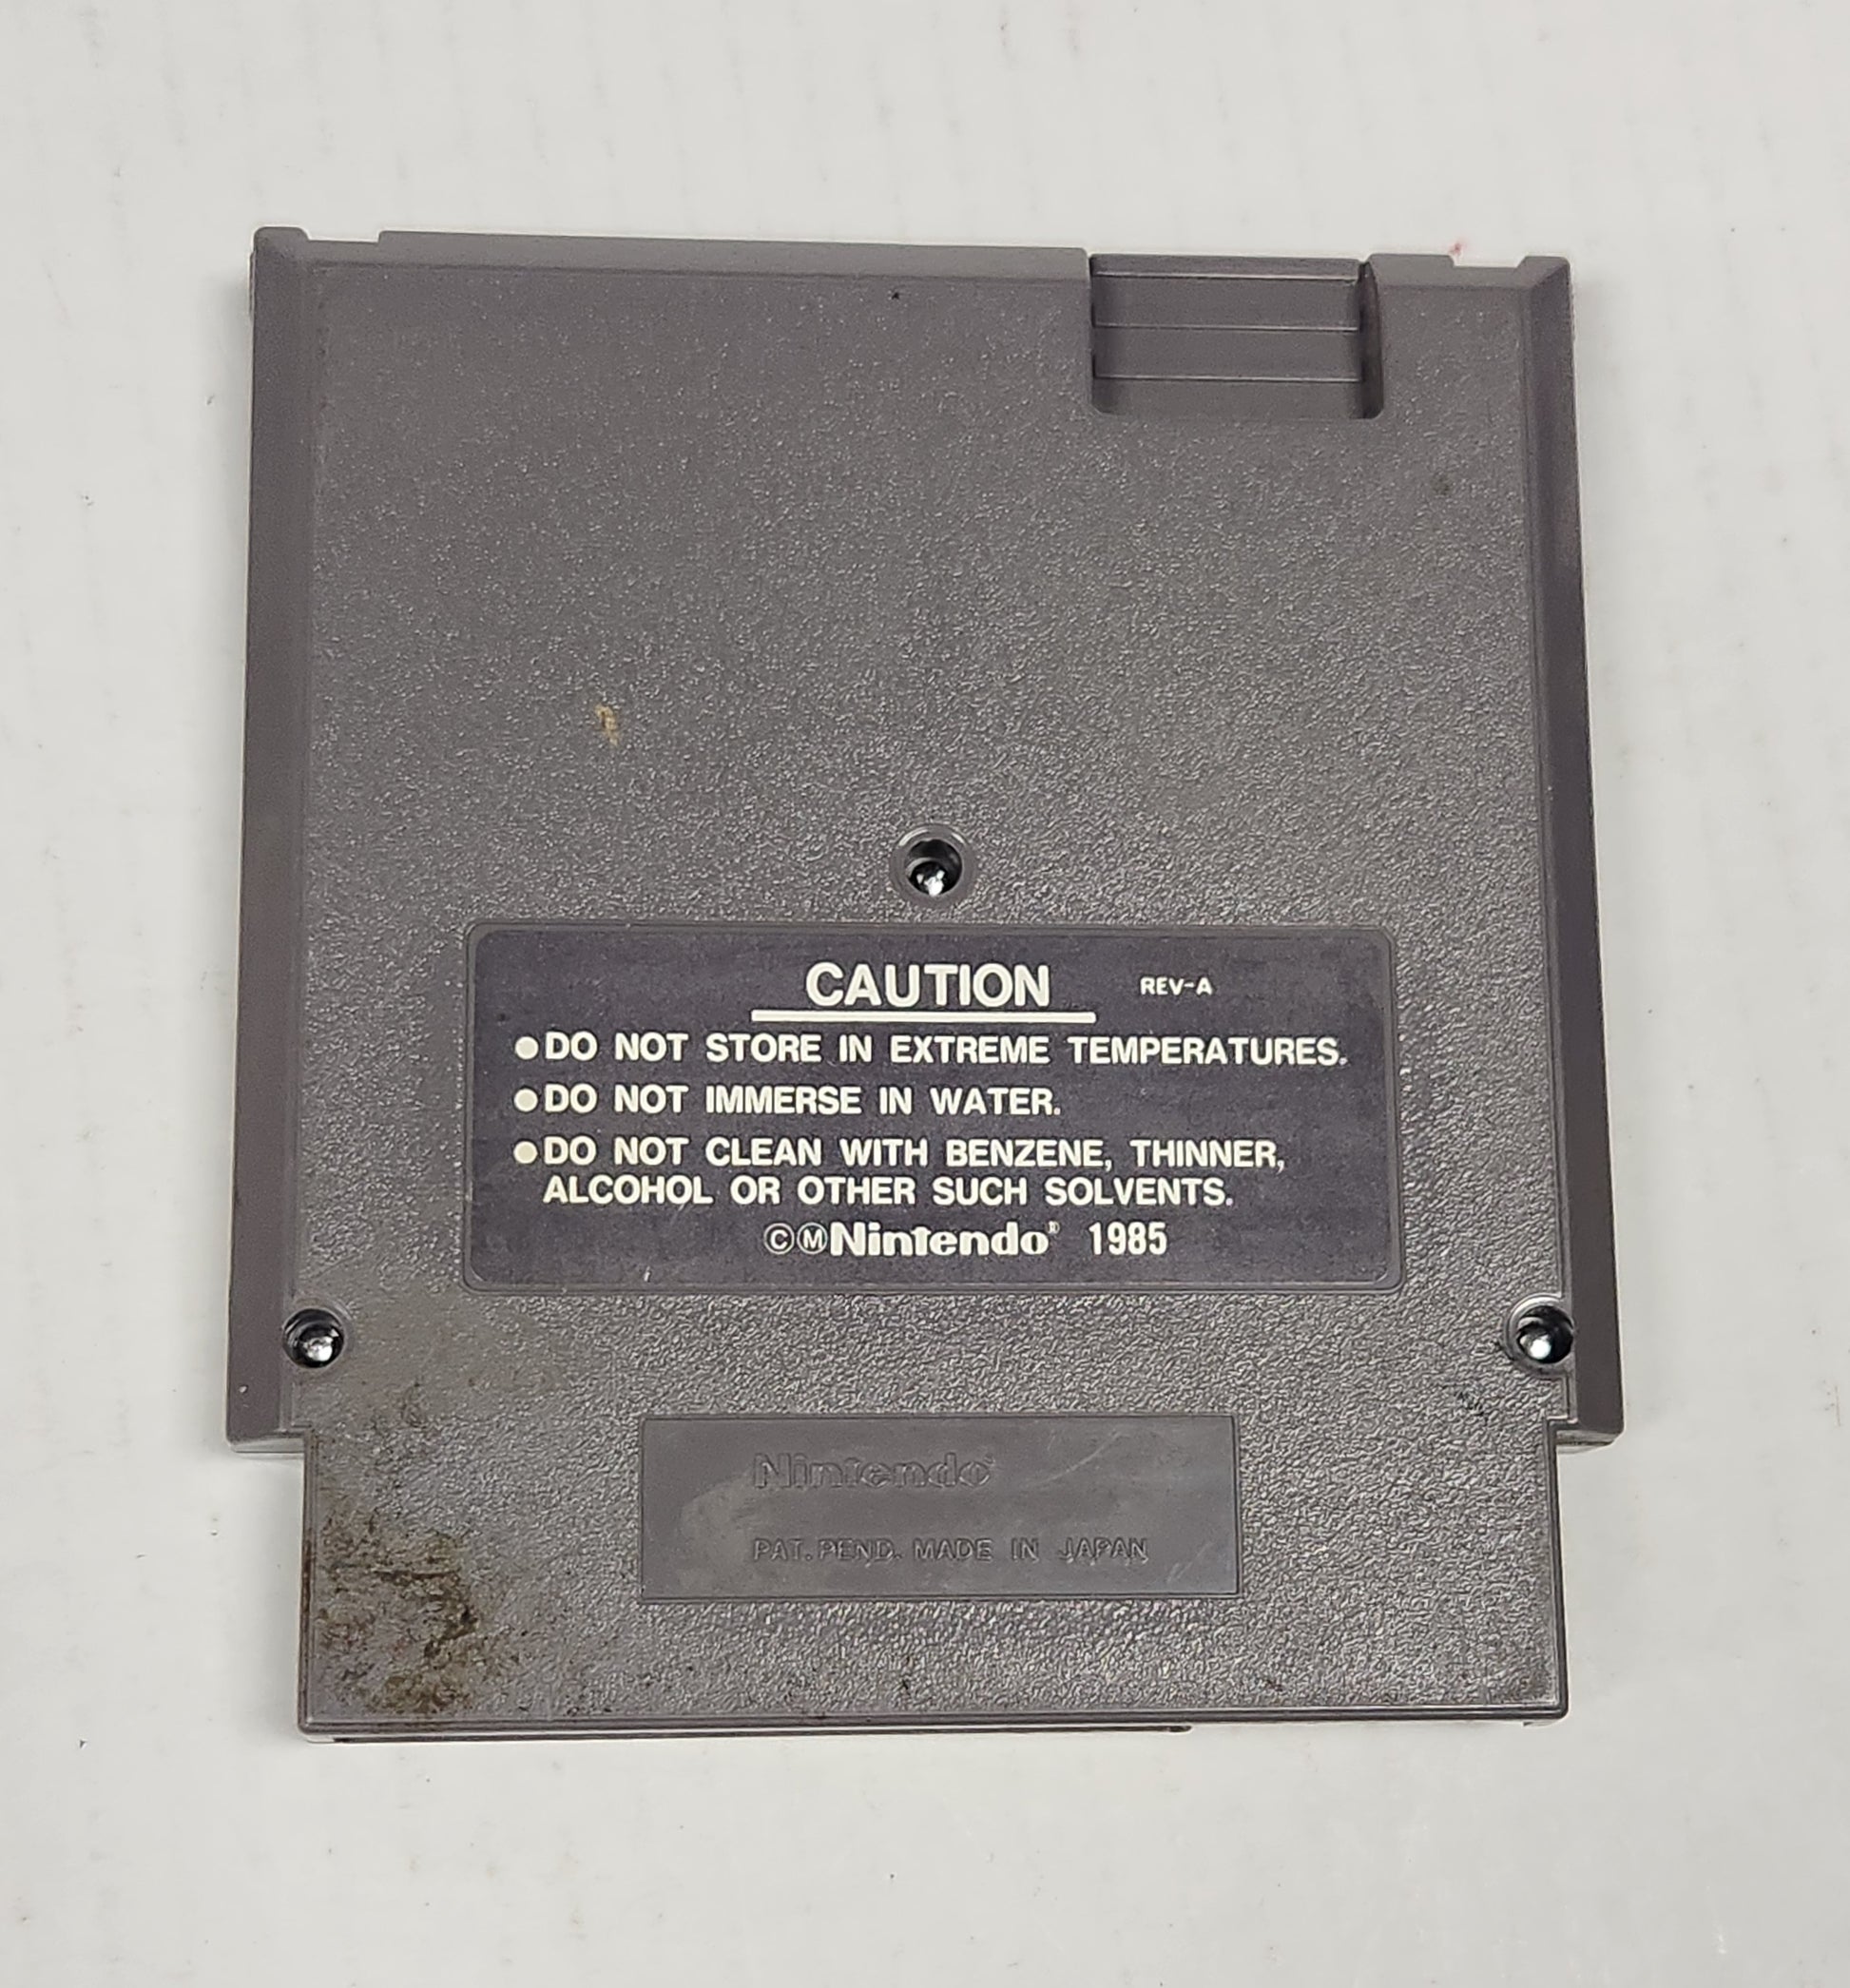 CAUTION REV-A
●DO NOT STORE IN EXTREME TEMPERATURES.
●DO NOT IMMERSE IN WATER.
●DO NOT CLEAN WITH BENZENE, THINNER,
ALCOHOL OR OTHER SUCH SOLVENTS.
©ⓂNintendo® 1985
Nintendo®
PAT. PEND. MADE IN JAPAN